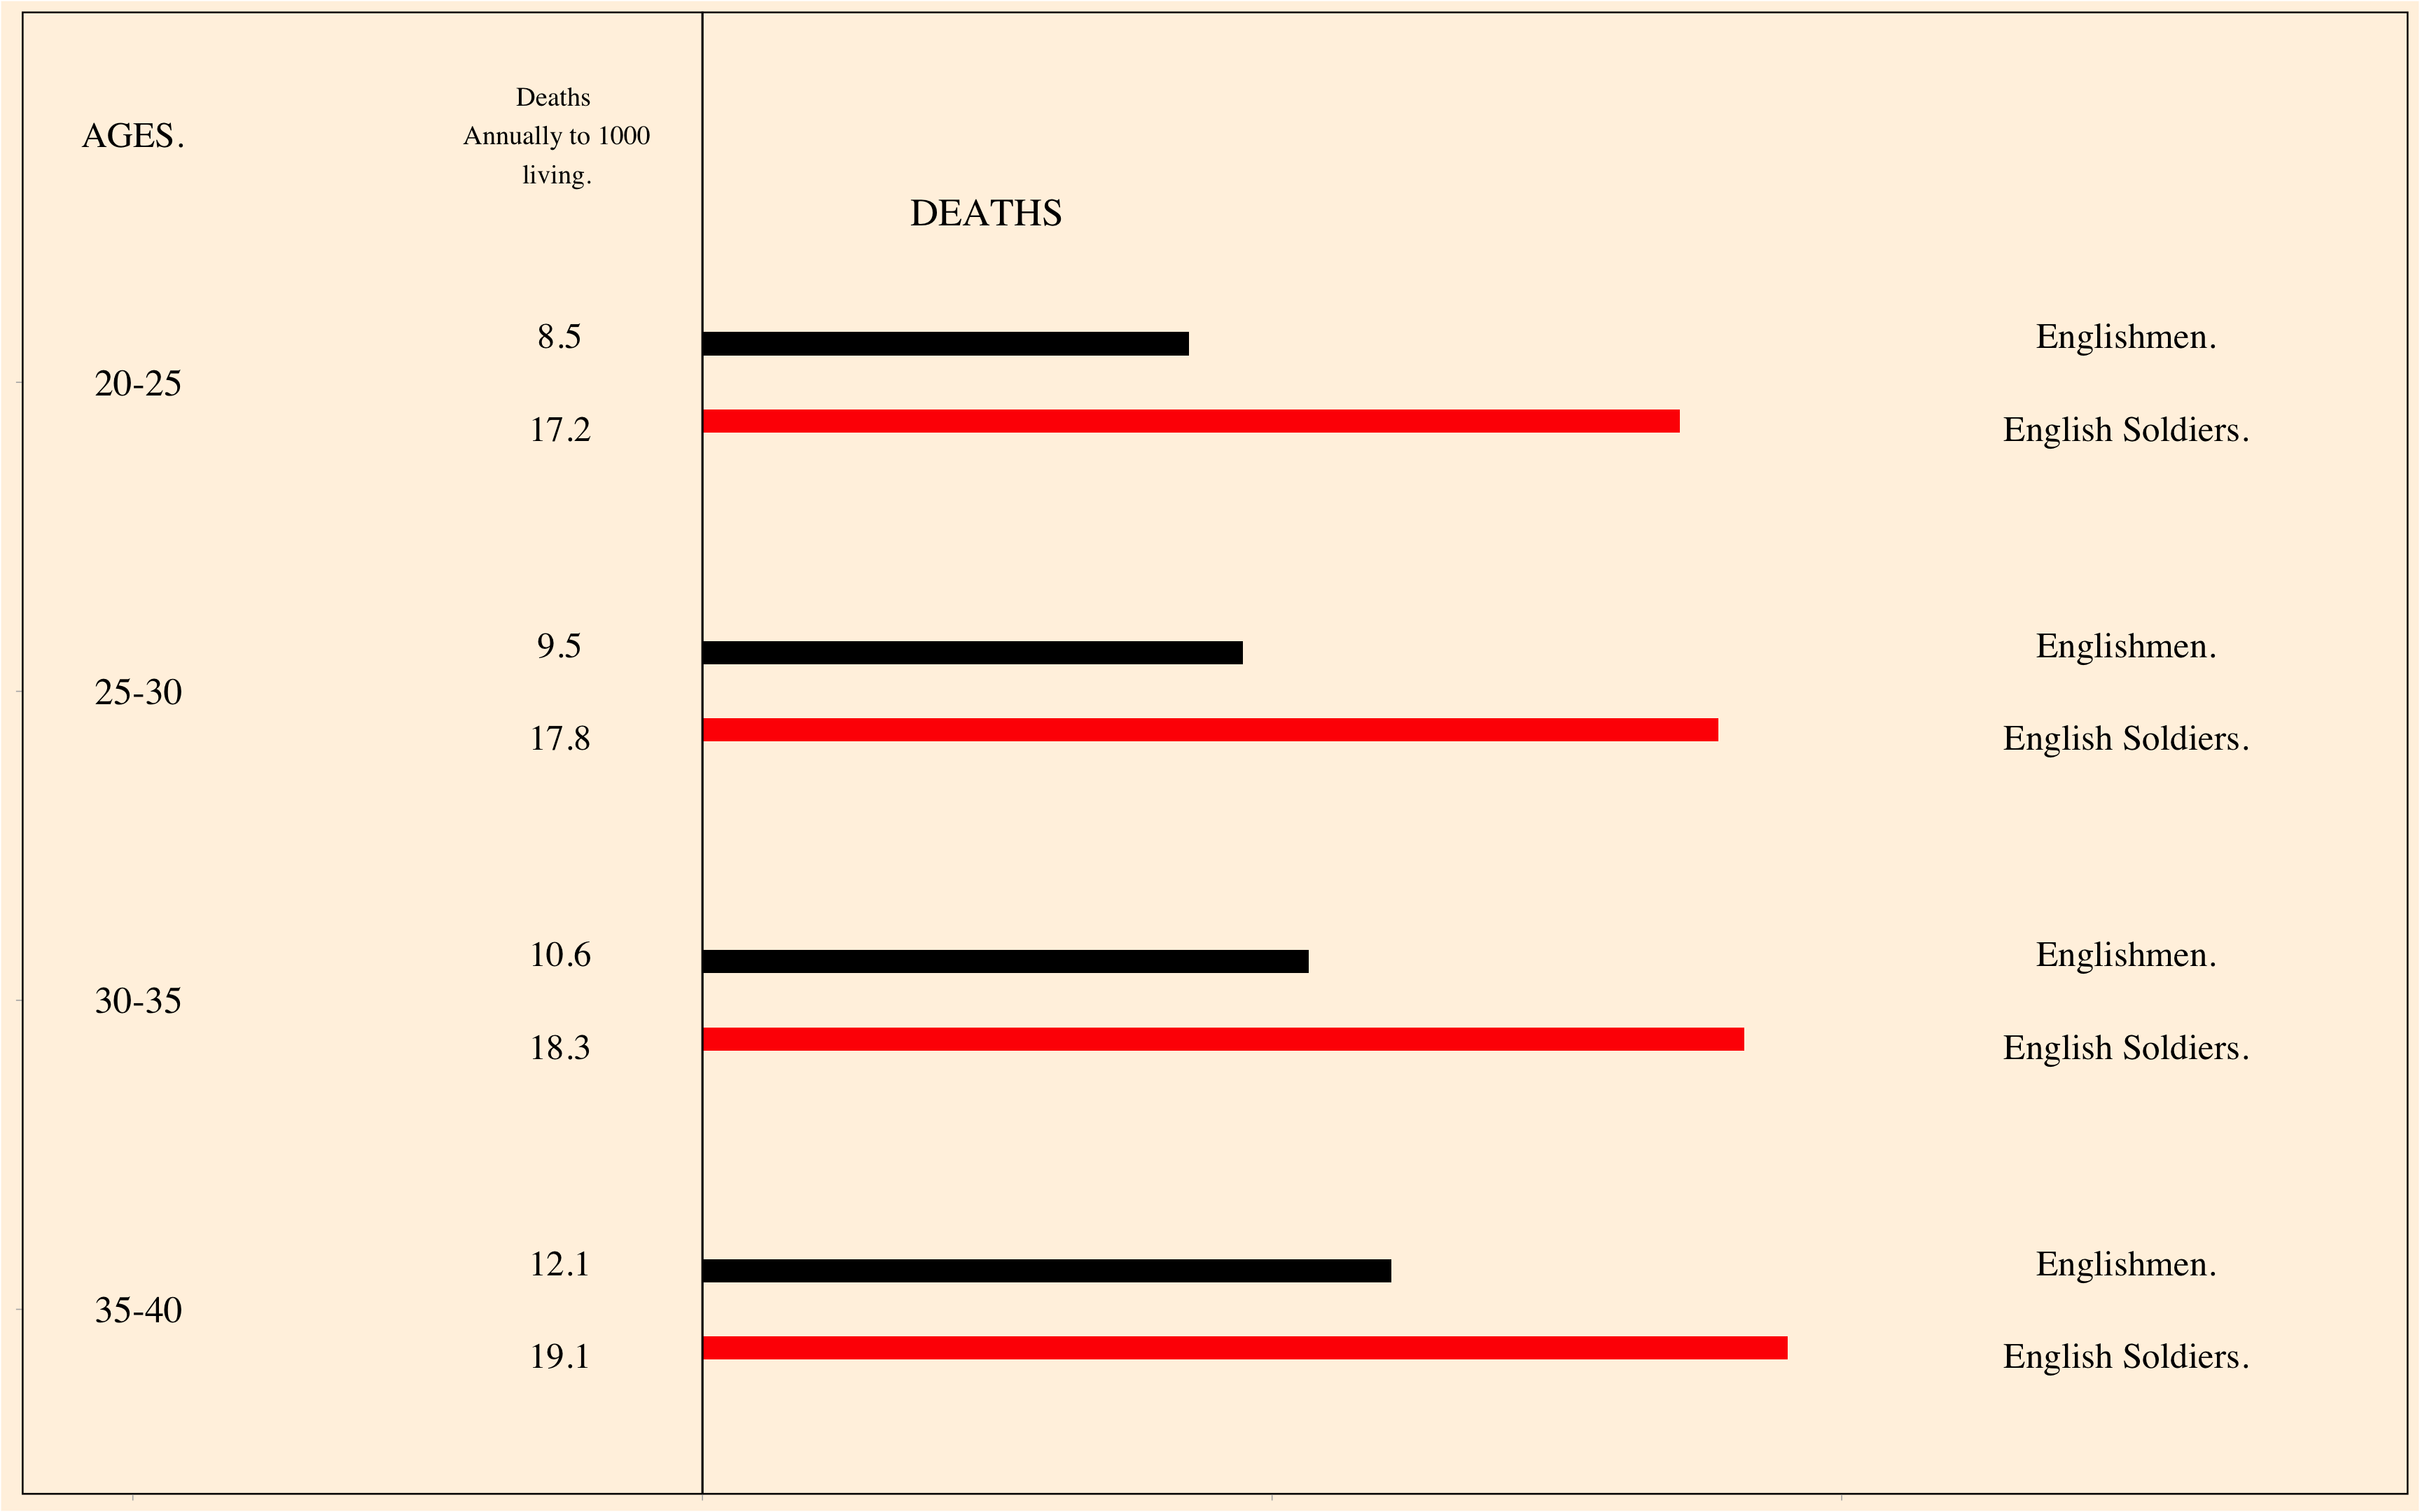 Deaths
AGES.
Annually to 1000
living.
DEATHS
8.5
Englishmen.
20-25
17.2
English Soldiers.
9.5
Englishmen.
25-30
17.8
English Soldiers.
10.6
Englishmen.
30-35
18.3
English Soldiers.
12.1
Englishmen.
35-40
19.1
English Soldiers.